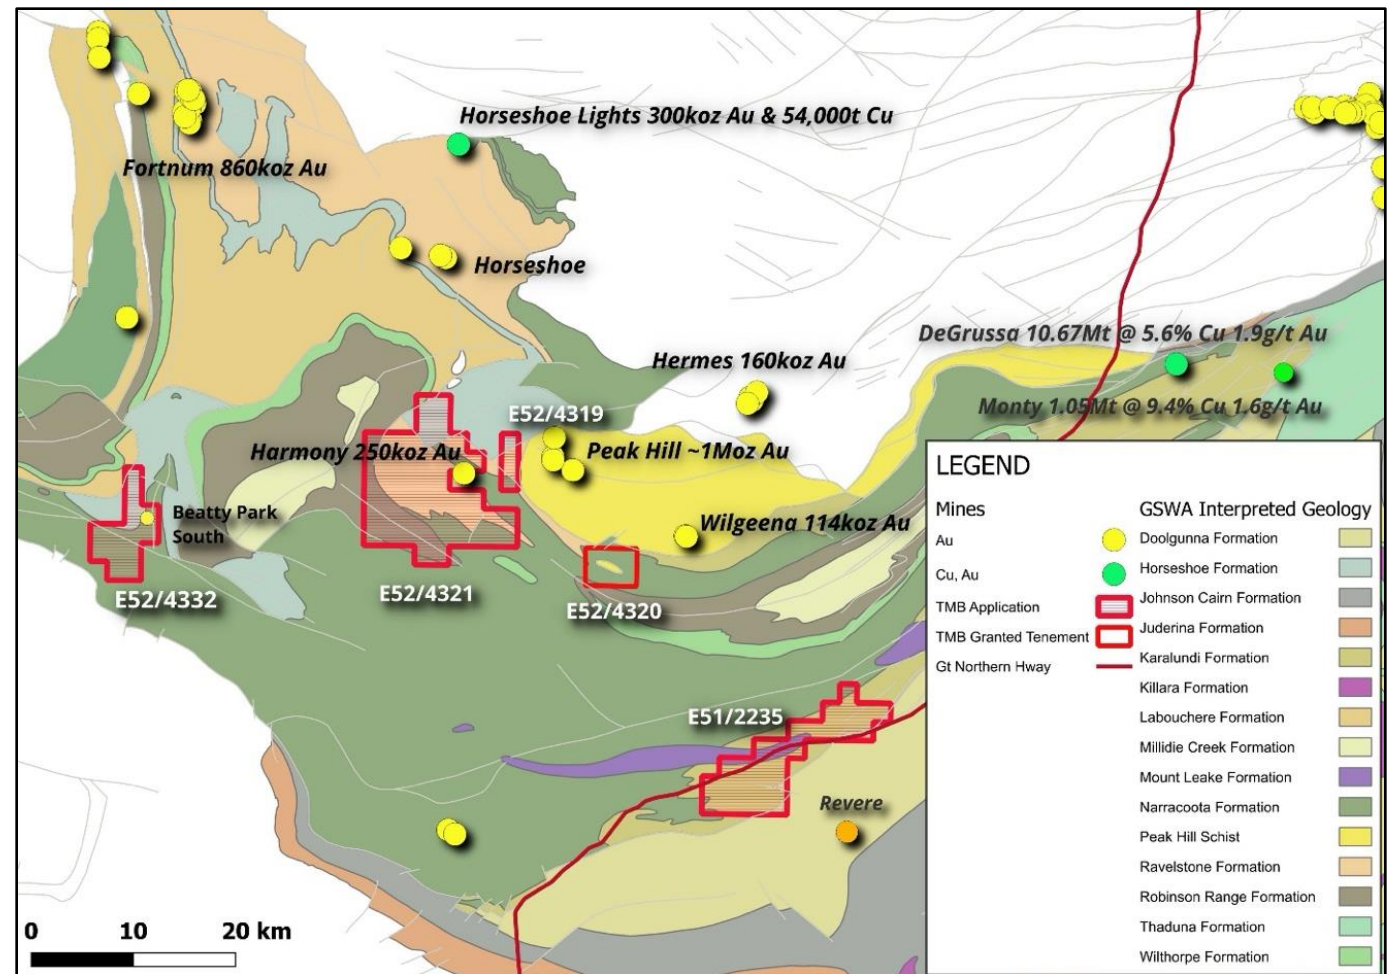 Horseshoe Lights 300koz Au & 54,000t Cu
Fortnum 860koz Au
Horseshoe
DeGrussa 10.67Mt @ 5.6% Cu 1.9g/t Au
Hermes 160koz Au
Monty 1.05Mt @ 9.4% Cu 1.6g/t Au
E52/4319
Harmony 250koz Au
Peak Hill ~1Moz Au
Beatty Park
South
Wilgeena 114koz Au
E52/4332
E52/4321
E52/4320
E51/2235
Revere
0 10 20 km
LEGEND
Mines
Au
Cu, Au
TMB Application
TMB Granted Tenement
Gt Northern Hway
GSWA Interpreted Geology
Doolgunna Formation
Horseshoe Formation
Johnson Cairn Formation
Juderina Formation
Karalundi Formation
Killara Formation
Labouchere Formation
Millidie Creek Formation
Mount Leake Formation
Narracoota Formation
Peak Hill Schist
Ravelstone Formation
Robinson Range Formation
Thaduna Formation
Wilthorpe Formation